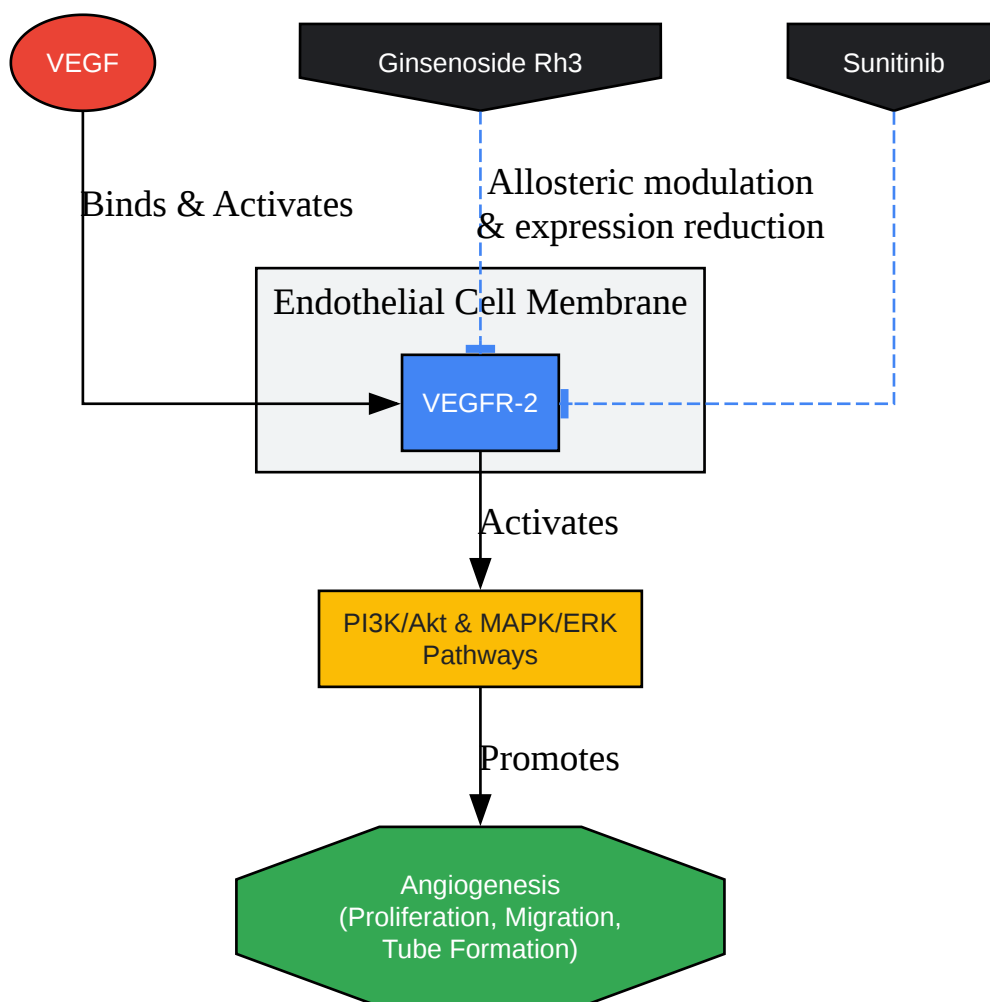 VEGF
Ginsenoside Rh3
Sunitinib
Binds & Activates
Allosteric modulation
& expression reduction
Endothelial Cell Membrane
VEGFR-2
Activates
PI3K/Akt & MAPK/ERK
Pathways
Promotes
Angiogenesis
(Proliferation, Migration,
Tube Formation)